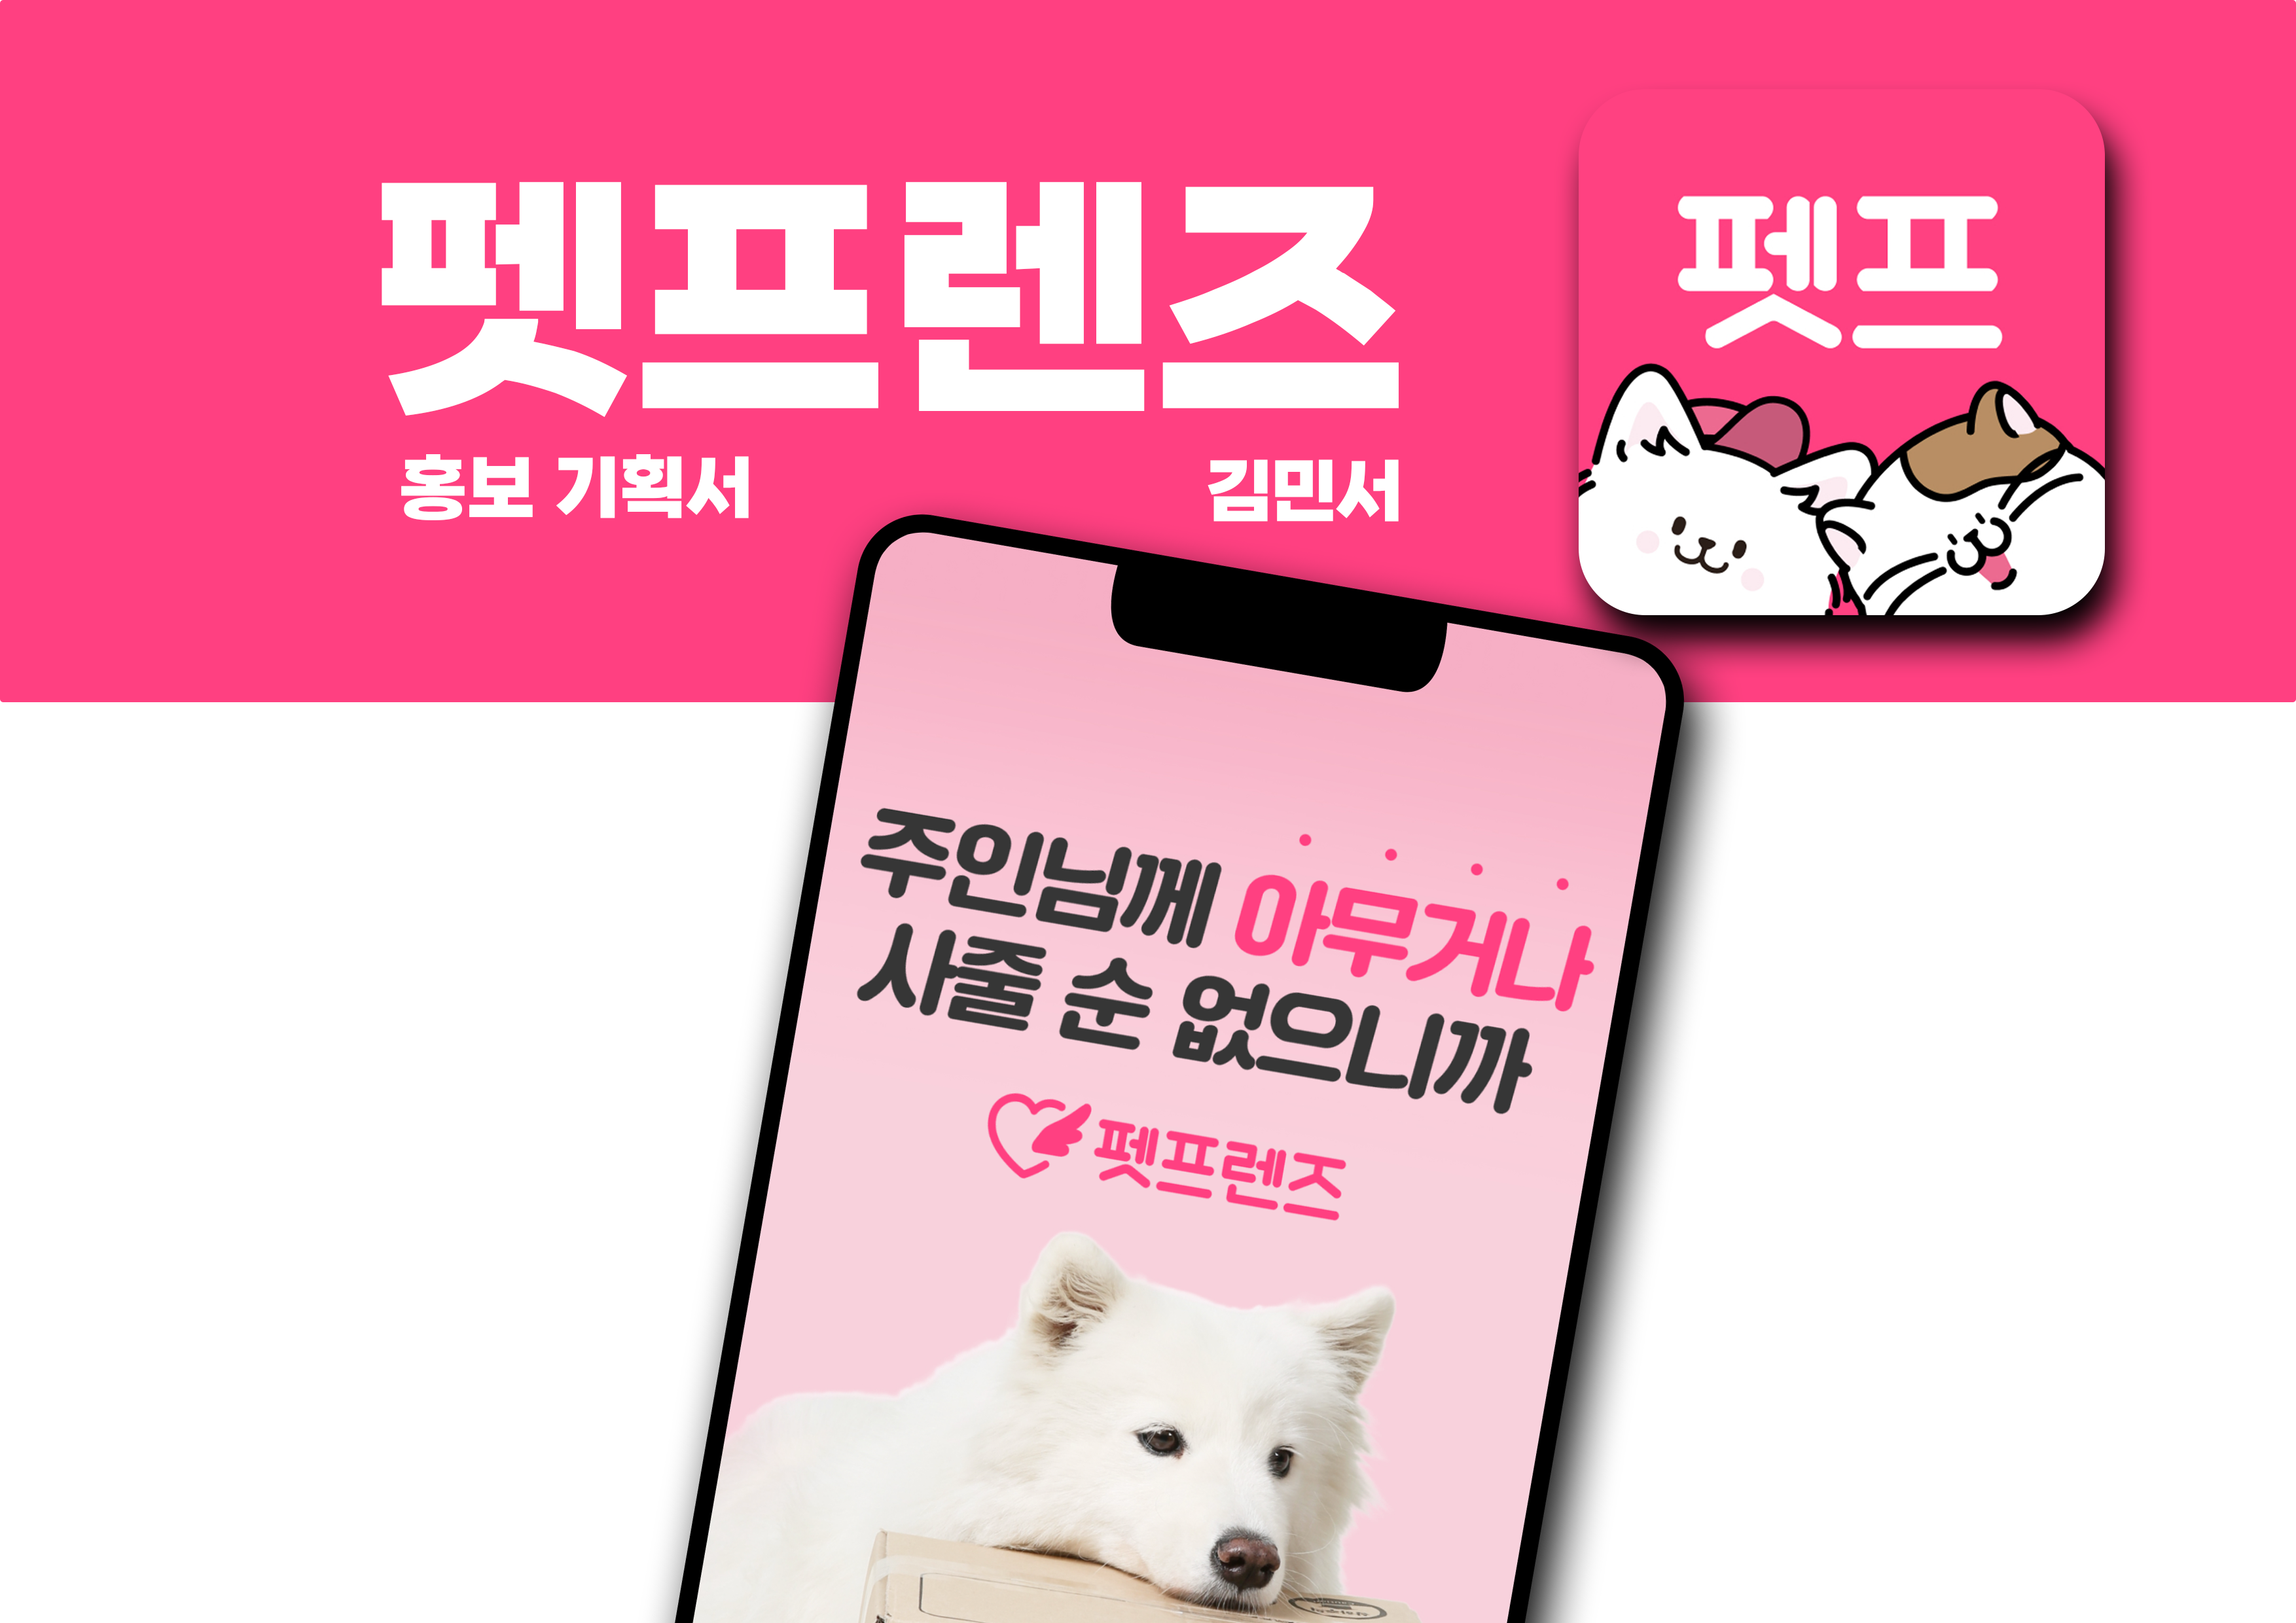 펫프렌즈
홍보 기획서
김민서
펫프
주인님께 아무거나
사줄 순 없으니까
펫프렌즈